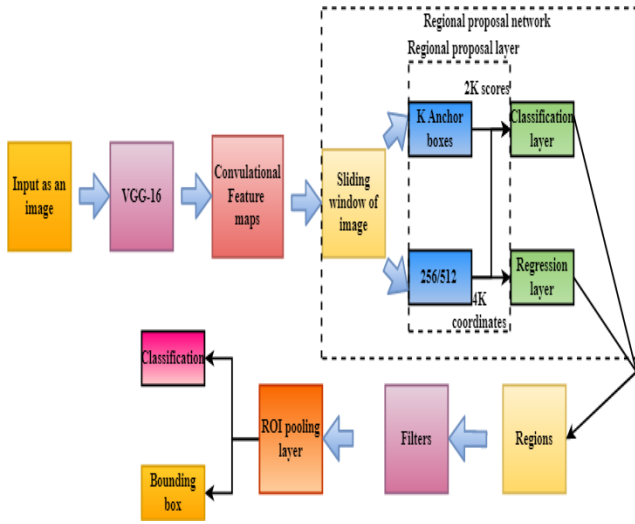 Regional proposal network
Regional proposal layer
2K scores
K Anchor
boxes
Classification
layer
Input as an
image
VGG-16
Convulational
Feature
maps
Sliding
window of
image
256/512
Regression
layer
4K
coordinates
Classification
ROI pooling
layer
Filters
Regions
Bounding
box